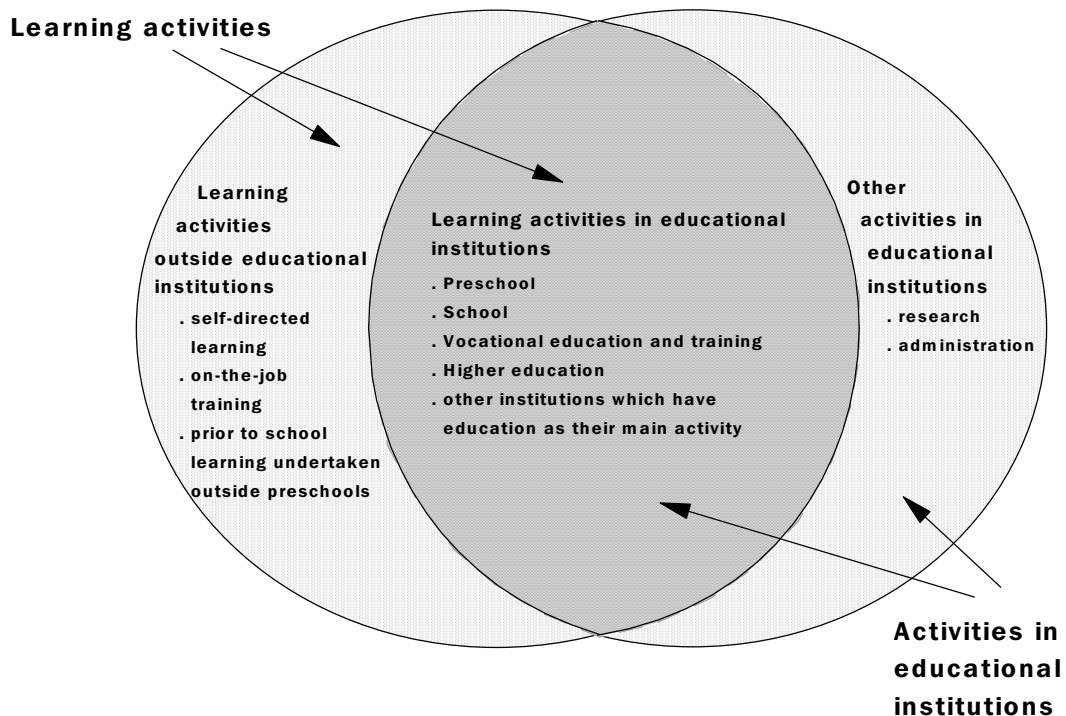 Learning activities
Learning
activities
outside educational
institutions
. self-directed
learning
. on-the-job
training
. prior to school
learning undertaken
outside preschools
Learning activities in educational
institutions
. Preschool
. School
. Vocational education and training
. Higher education
. other institutions which have
education as their main activity
Other
activities in
educational
institutions
. research
. administration
Activities in
educational
institutions